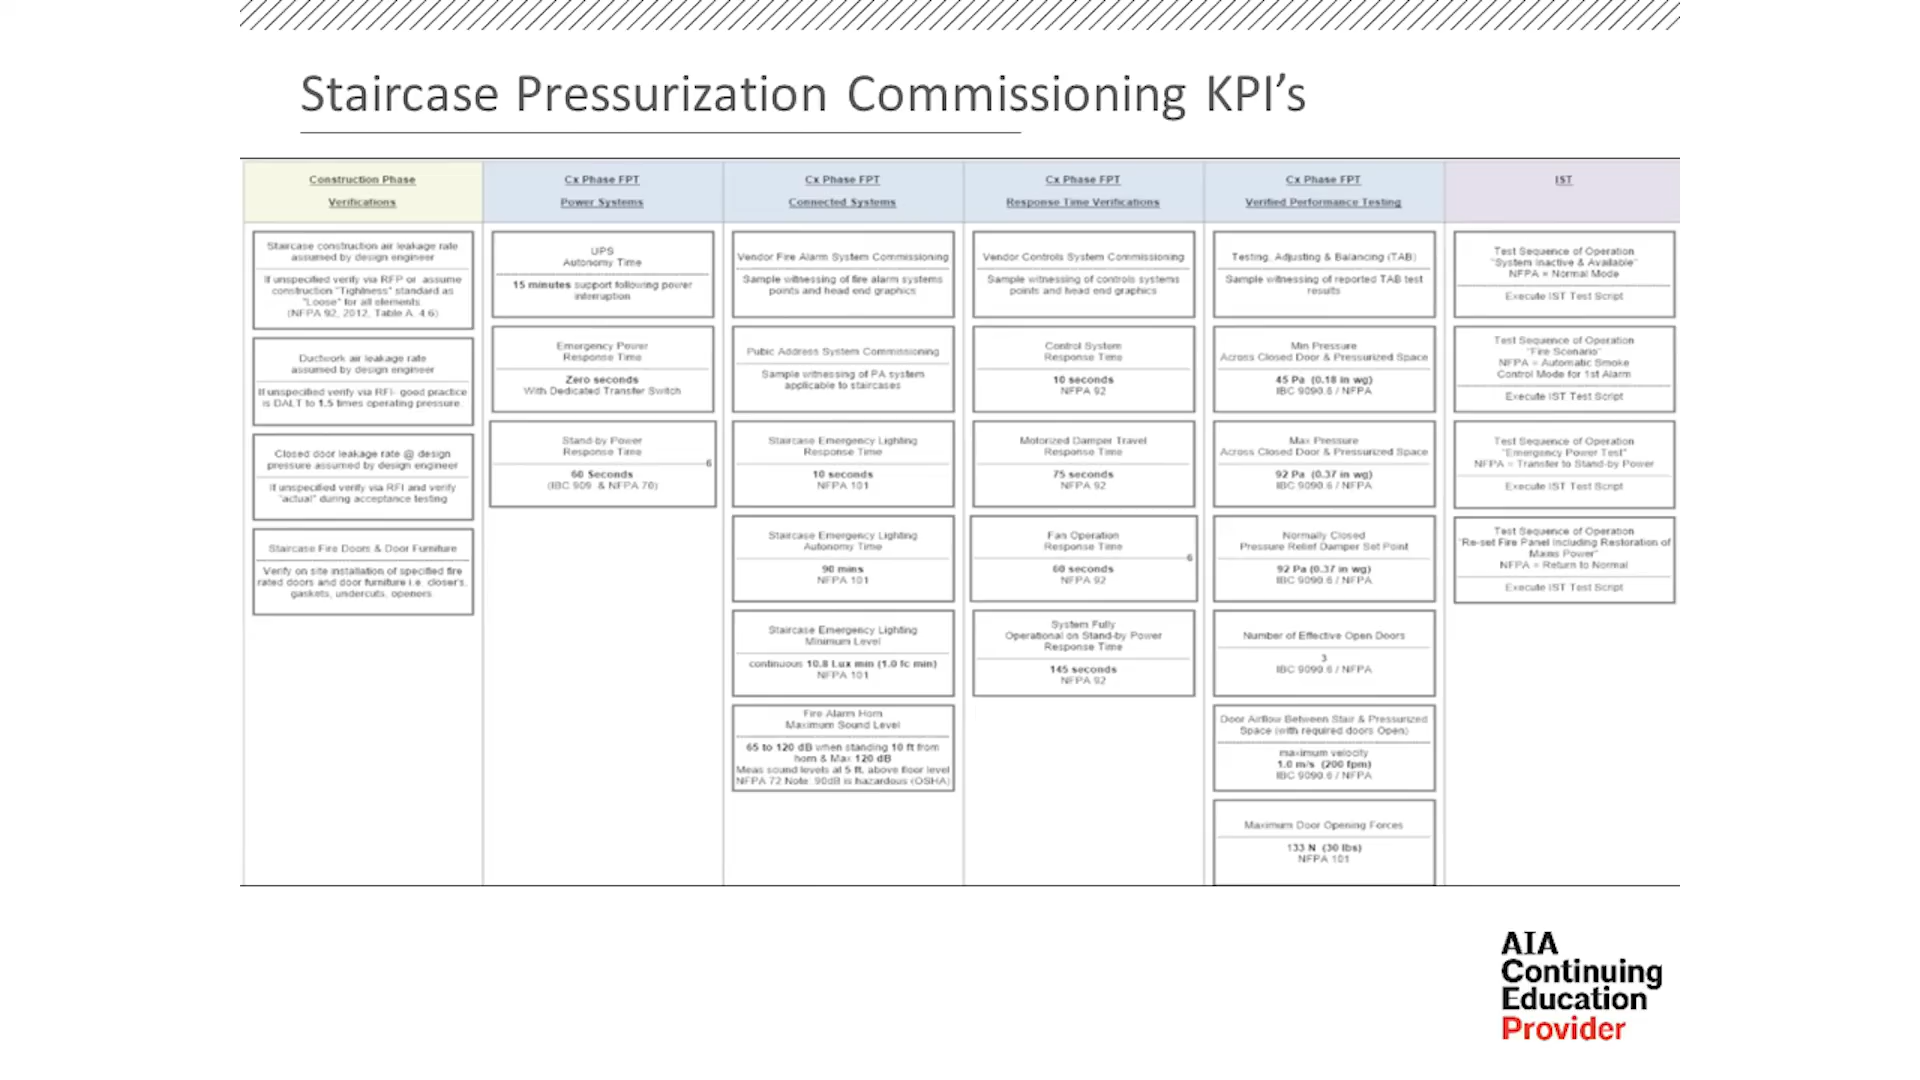 Staircase Pressurization Commissioning KPI’s
Construction Phase
Verifications
Staircase construction air leakage rate
assumed by design engineer
If unspecified verify via RFP or assume
construction "Tightness" standard as
"Loose" for all elements
(NFPA 92, 2012, Table A, 4.6)
Ductwork air leakage rate
assumed by design engineer
If unspecified verify via RFI- good practice
is DALT to 1.5 times operating pressure.
Closed door leakage rate @ design
pressure assumed by design engineer
If unspecified verify via RFI and verify
"actual" during acceptance testing
Staircase Fire Doors & Door Furniture
Verify on site installation of specified fire
rated doors and door furniture i.e. closer's,
gaskets, undercuts, openers.
Cx Phase FPT
Power Systems
UPS
Autonomy Time
15 minutes support following power
interruption
Emergency Power
Response Time
Zero seconds
With Dedicated Transfer Switch
Stand-by Power
Response Time
6
60 Seconds
(IBC 909 & NFPA 70)
Cx Phase FPT
Connected Systems
Vendor Fire Alarm System Commissioning
Sample witnessing of fire alarm systems
points and head end graphics
Pubic Address System Commissioning
Sample witnessing of PA system
applicable to staircases
Staircase Emergency Lighting
Response Time
10 seconds
NFPA 101
Staircase Emergency Lighting
Autonomy Time
90 mins
NFPA 101
Staircase Emergency Lighting
Minimum Level
continuous 10.8 Lux min (1.0 fc min)
NFPA 101
Fire Alarm Horn
Maximum Sound Level
65 to 120 dB when standing 10 ft from
horn & Max 120 dB
Meas sound levels at 5 ft. above floor level
NFPA 72 Note: 90dB is hazardous (OSHA)
Cx Phase FPT
Response Time Verifications
Vendor Controls System Commissioning
Sample witnessing of controls systems
points and head end graphics
Control System
Response Time
10 seconds
NFPA 92
Motorized Damper Travel
Response Time
75 seconds
NFPA 92
Fan Operation
Response Time
6
60 seconds
NFPA 92
System Fully
Operational on Stand-by Power
Response Time
145 seconds
NFPA 92
Cx Phase FPT
Verified Performance Testing
Testing, Adjusting & Balancing (TAB)
Sample witnessing of reported TAB test
results
Min Pressure
Across Closed Door & Pressurized Space
45 Pa (0.18 in wg)
IBC 9090.6 / NFPA
Max Pressure
Across Closed Door & Pressurized Space
92 Pa (0.37 in wg)
IBC 9090.6 / NFPA
Normally Closed
Pressure Relief Damper Set Point
92 Pa (0.37 in wg)
IBC 9090.6 / NFPA
Number of Effective Open Doors
3
IBC 9090.6 / NFPA
Door Airflow Between Stair & Pressurized
Space (with required doors Open)
maximum velocity
1.0 m/s (200 fpm)
IBC 9090.6 / NFPA
Maximum Door Opening Forces
133 N (30 lbs)
NFPA 101
IST
Test Sequence of Operation
"System Inactive & Available"
NFPA = Normal Mode
Execute IST Test Script
Test Sequence of Operation
"Fire Scenario"
NFPA = Automatic Smoke
Control Mode for 1st Alarm
Execute IST Test Script
Test Sequence of Operation
"Emergency Power Test"
NFPA = Transfer to Stand-by Power
Execute IST Test Script
Test Sequence of Operation
"Re-set Fire Panel Including Restoration of
Mains Power"
NFPA = Return to Normal
Execute IST Test Script
AIA
Continuing
Education
Provider